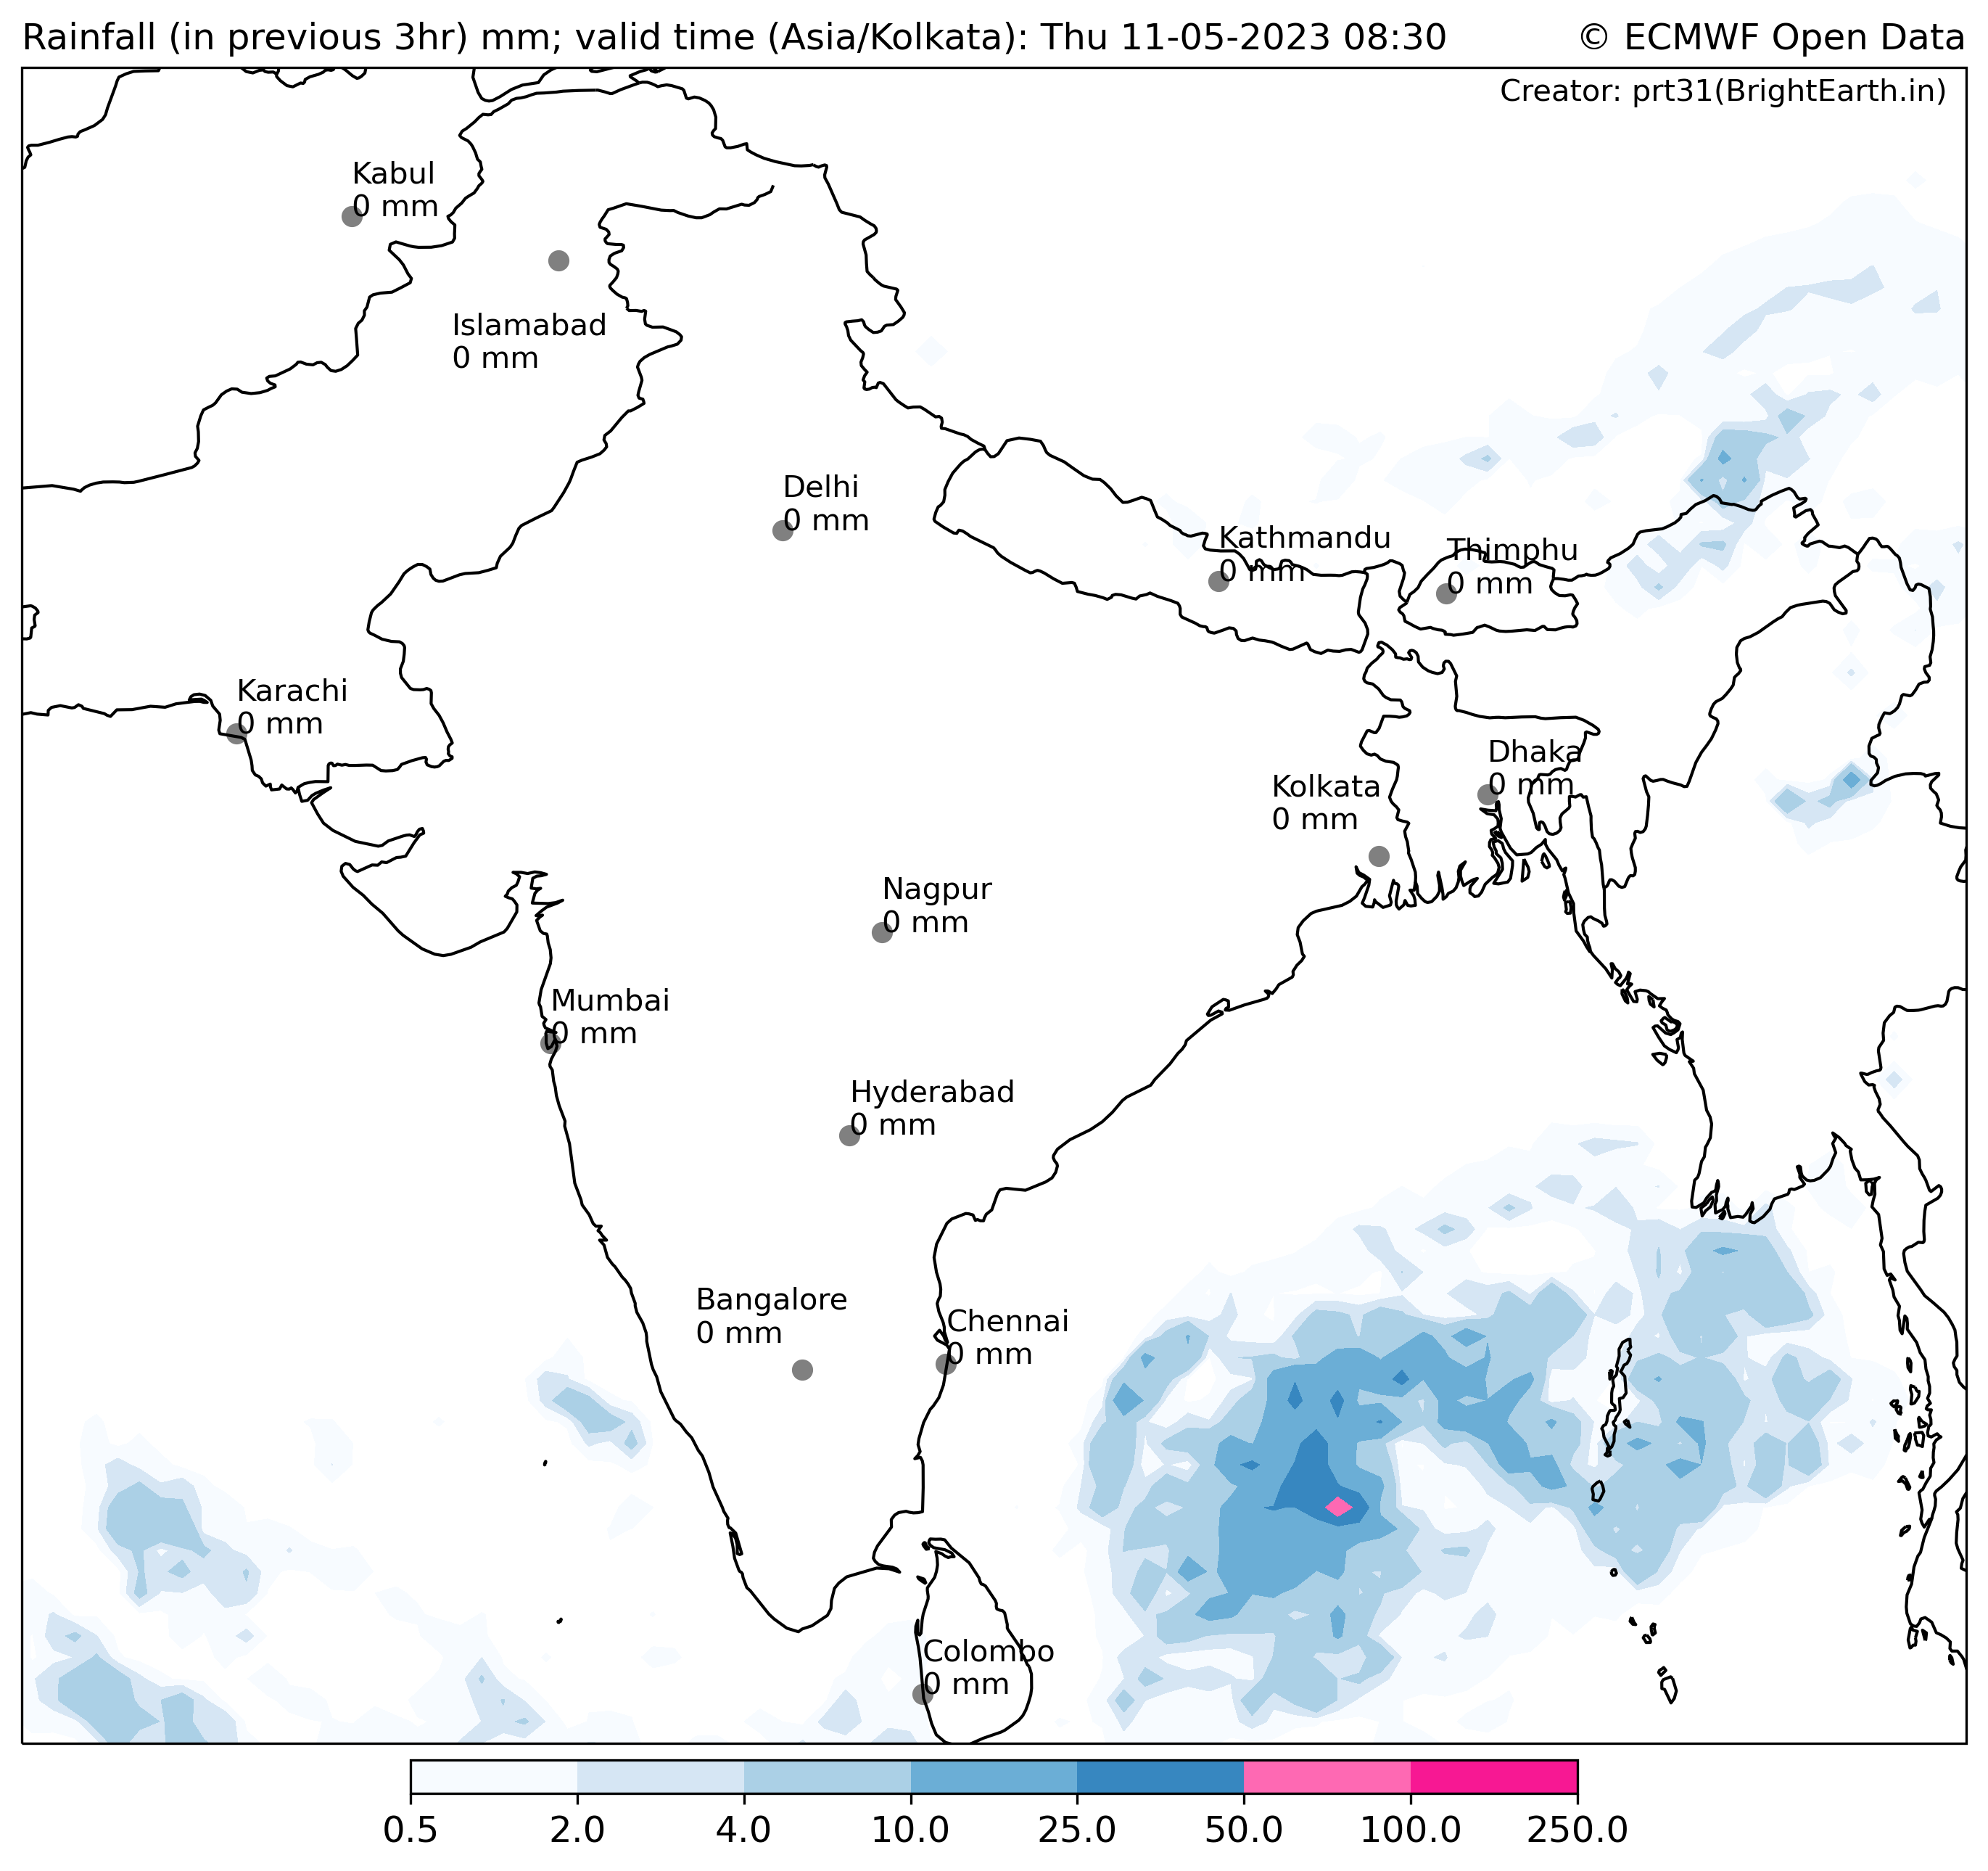 Rainfall (in previous 3hr) mm; valid time (Asia/Kolkata): Thu 11-05-2023 08:30
© ECMWF Open Data
Creator: prt31(BrightEarth.in)
Kabul
0 mm
Islamabad
0 mm
Delhi
0 mm
Kathmandu
0 mm
Thimphu
0 mm
Karachi
0 mm
Dhaka
0 mm
Kolkata
0 mm
Nagpur
0 mm
Mumbai
0 mm
Hyderabad
0 mm
Bangalore
0 mm
Chennai
0 mm
Colombo
0 mm
0.5 2.0 4.0 10.0 25.0 50.0 100.0 250.0